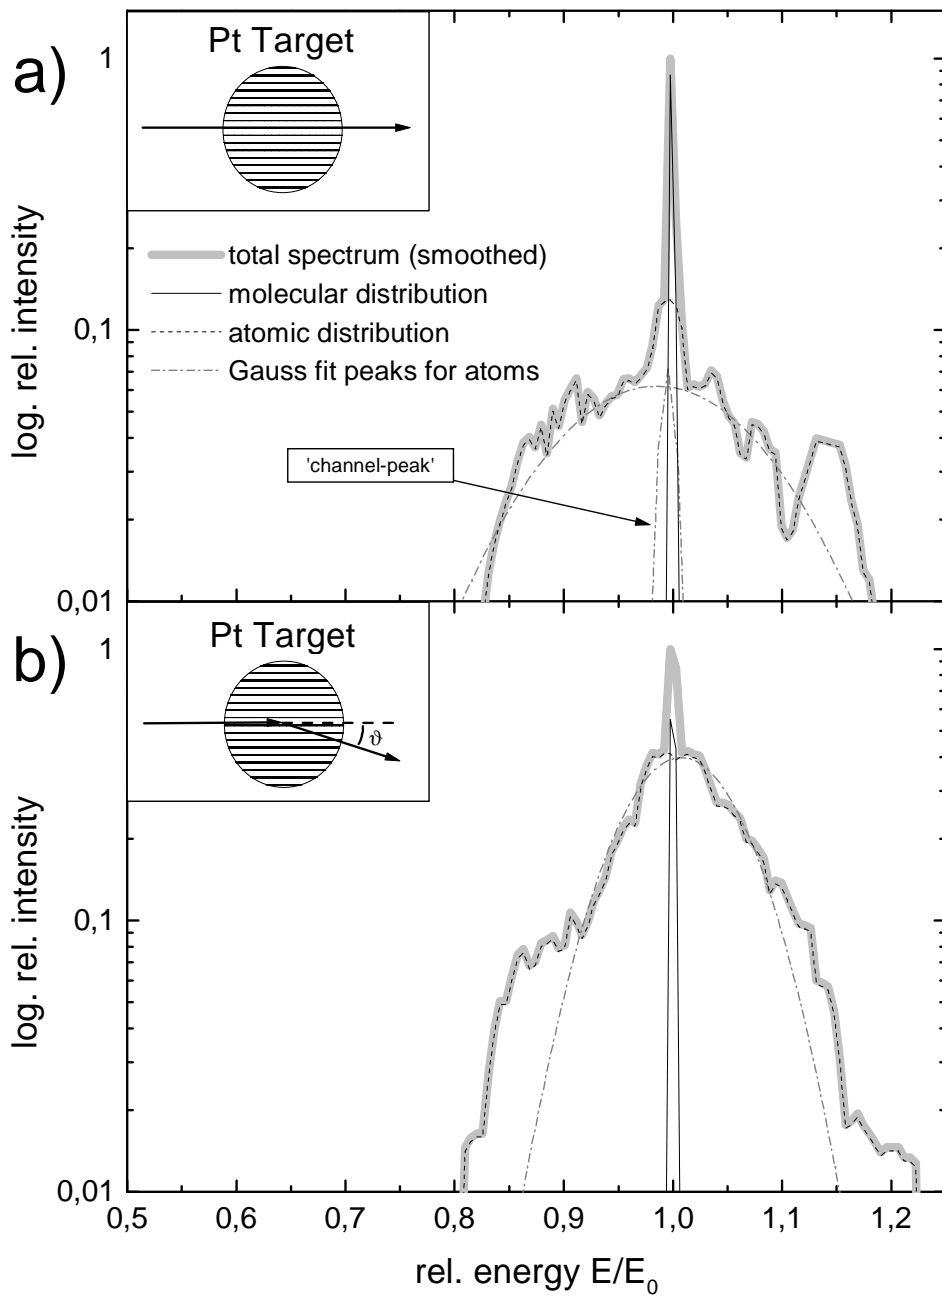 a)
Pt Target
1
0,1
0,01
log. rel. intensity
total spectrum (smoothed)
molecular distribution
atomic distribution
Gauss fit peaks for atoms
'channel-peak'
b)
Pt Target
ϑ
1
0,1
0,01
log. rel. intensity
0,5 0,6 0,7 0,8 0,9 1,0 1,1 1,2
rel. energy E/E₀